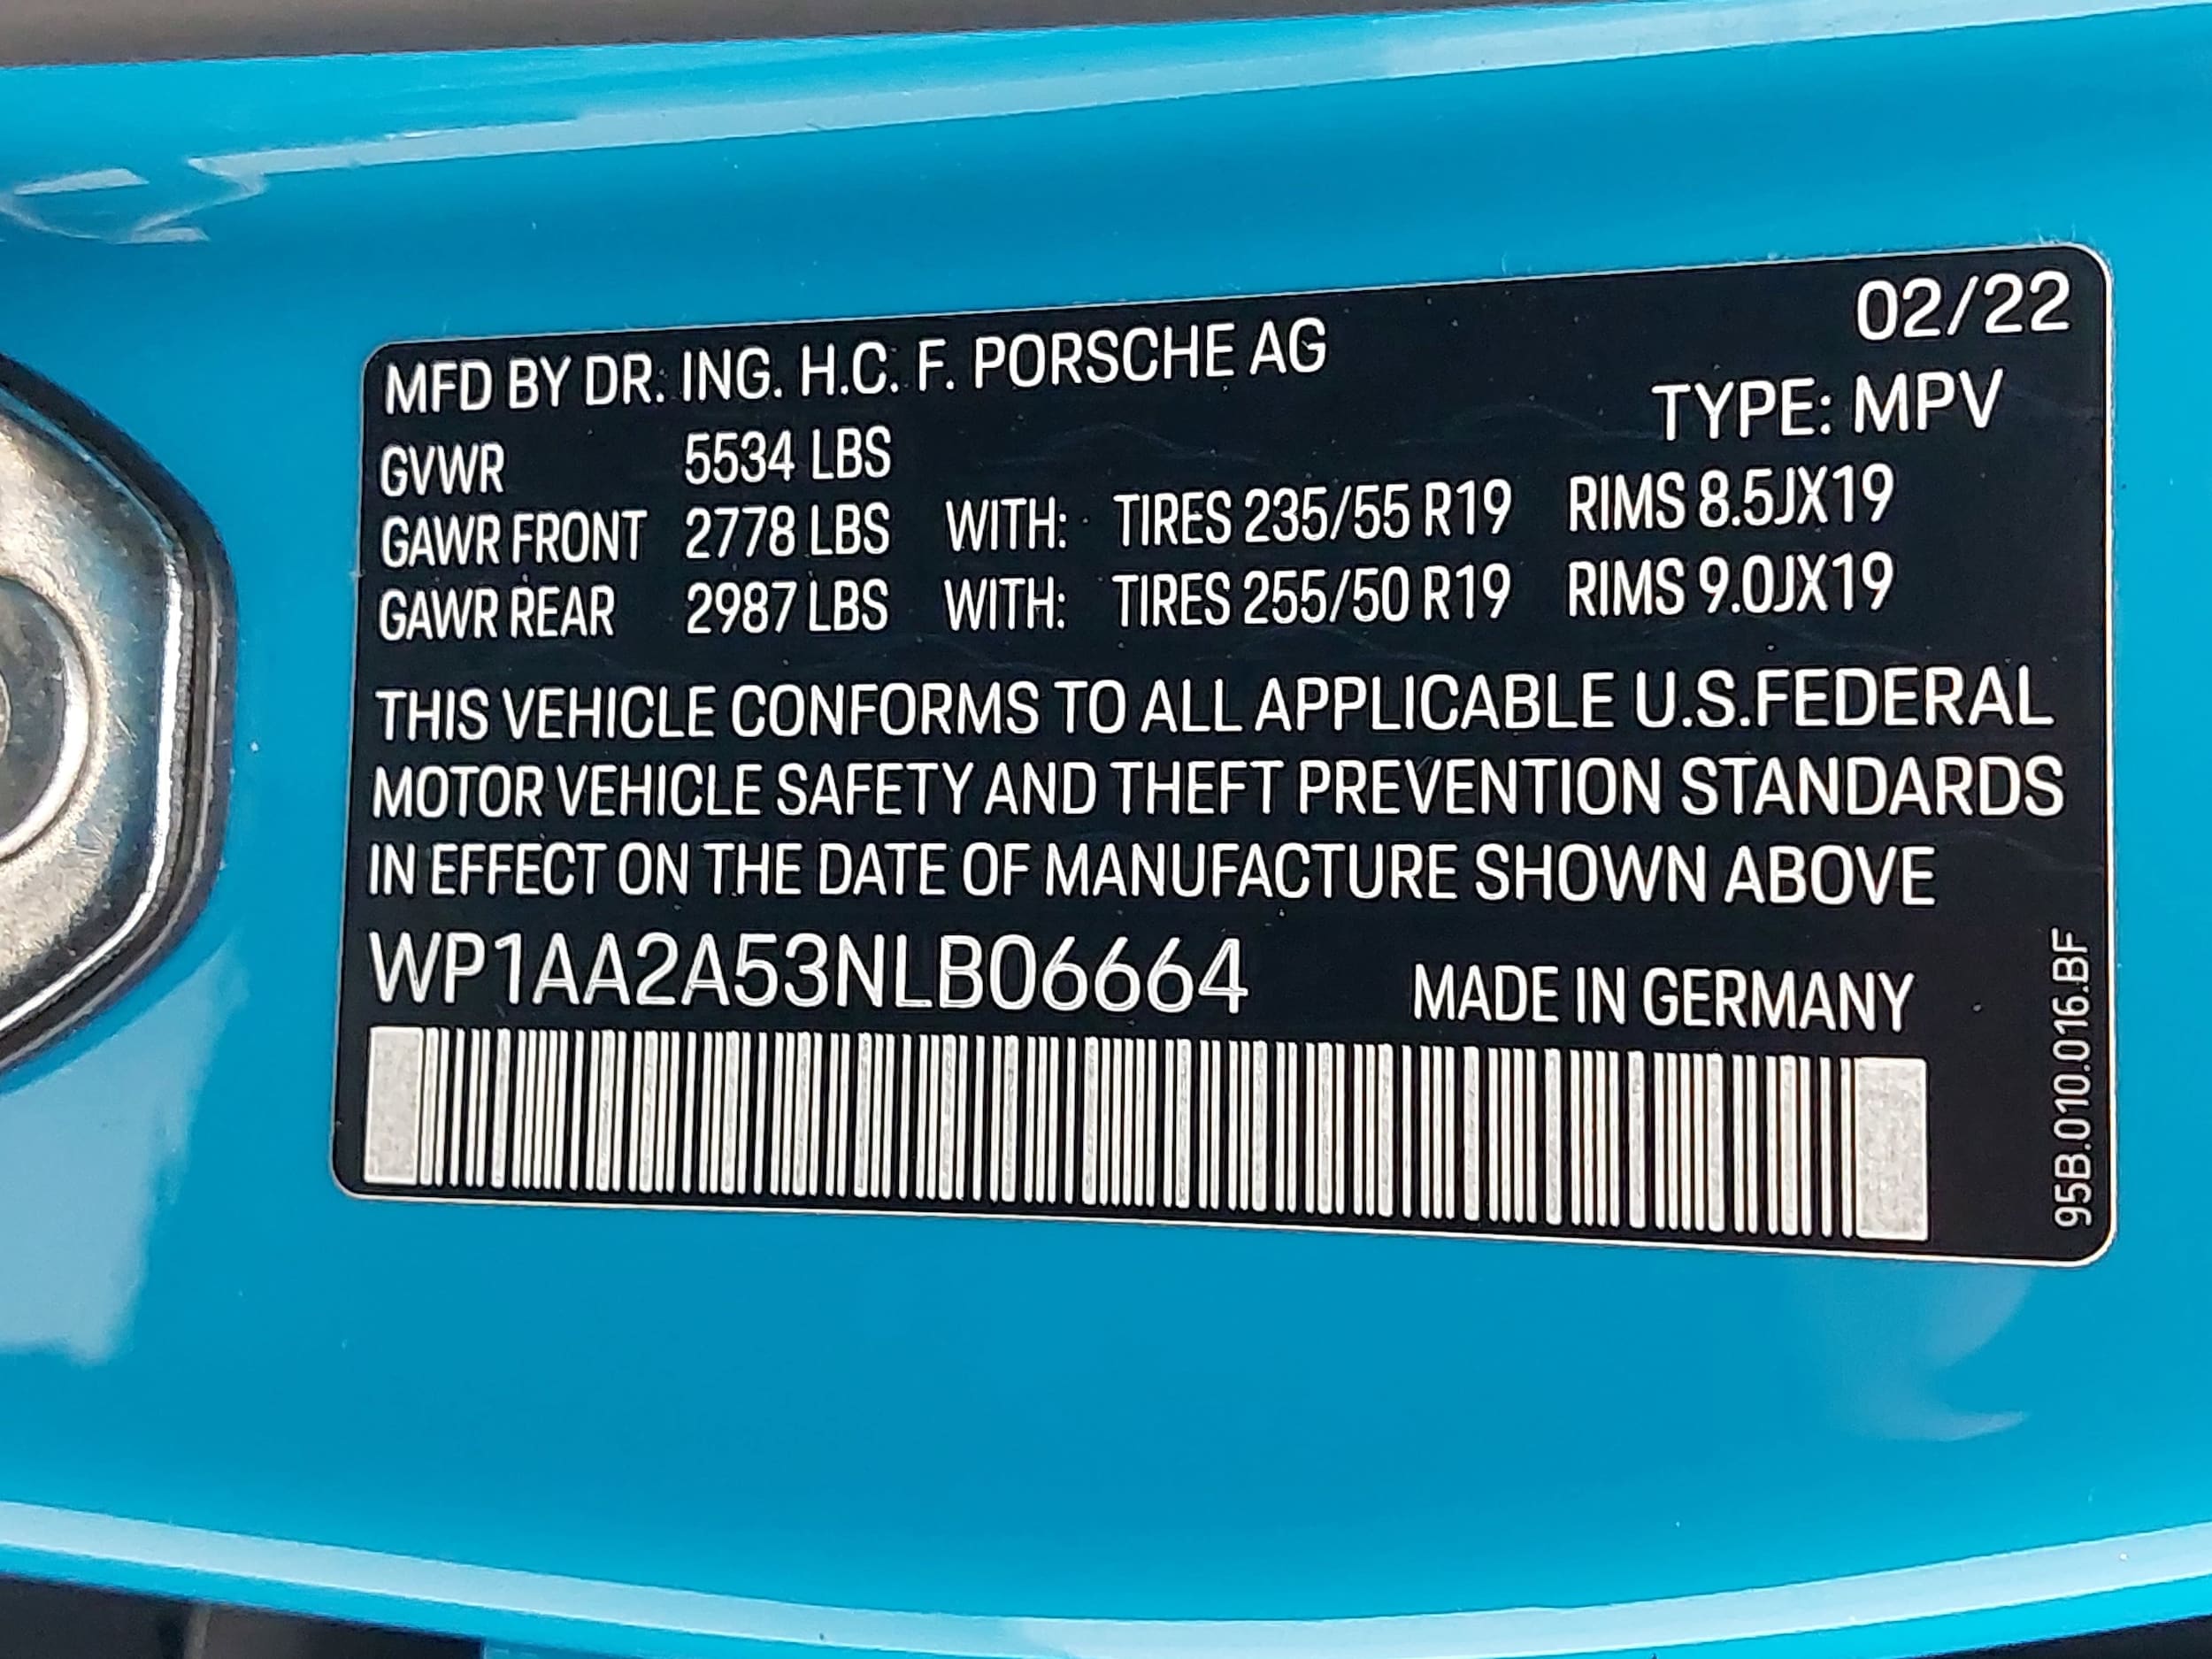 02/22
MFD BY DR. ING. H.C. F. PORSCHE AG
TYPE: MPV
GVWR 5534 LBS
GAWR FRONT 2778 LBS WITH: TIRES 235/55 R19 RIMS 8.5JX19
GAWR REAR 2987 LBS WITH: TIRES 255/50 R19 RIMS 9.0JX19
THIS VEHICLE CONFORMS TO ALL APPLICABLE U.S.FEDERAL
MOTOR VEHICLE SAFETY AND THEFT PREVENTION STANDARDS
IN EFFECT ON THE DATE OF MANUFACTURE SHOWN ABOVE
WP1AA2A53NLB06664 MADE IN GERMANY
95B.010.016.BF